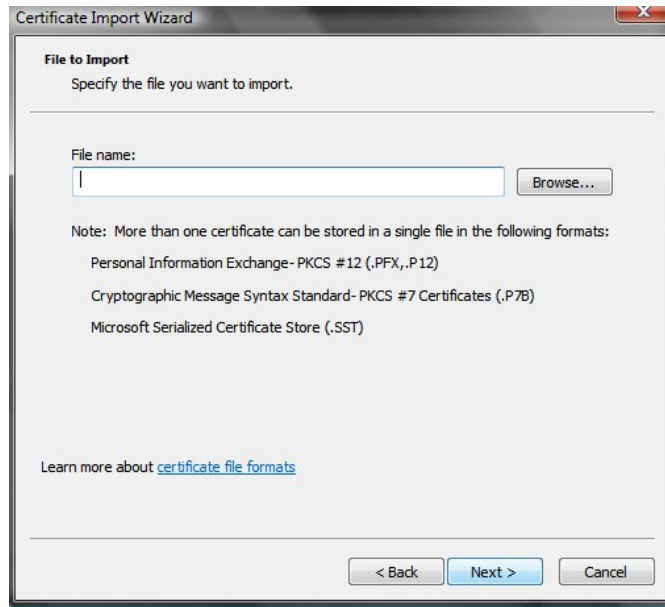 Certificate Import Wizard
File to Import
Specify the file you want to import.
File name:
Browse...
Note: More than one certificate can be stored in a single file in the following formats:
Personal Information Exchange- PKCS #12 (.PFX,.P12)
Cryptographic Message Syntax Standard- PKCS #7 Certificates (.P7B)
Microsoft Serialized Certificate Store (.SST)
Learn more about certificate file formats
< Back Next > Cancel